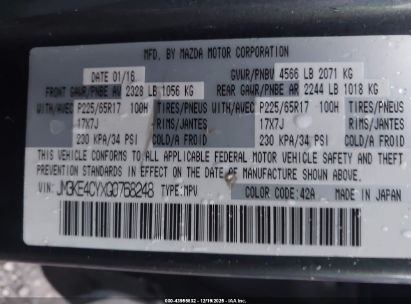 MFD. BY MAZDA MOTOR CORPORATION
DATE 01/16 GVWR/PNBV 4566 LB 2071 KG
FRONT GAWR/PNBE AV 2328 LB 1056 KG REAR GAWR/PNBE AR 2244 LB 1018 KG
WITH/AVEC P225/65R17 100H TIRES/PNEUS WITH/AVEC P225/65R17 100H TIRES/PNEUS
17X7J RIMS/JANTES 17X7J RIMS/JANTES
230 KPA/34 PSI COLD/A FROID 230 KPA/34 PSI COLD/A FROID
THIS VEHICLE CONFORMS TO ALL APPLICABLE FEDERAL MOTOR VEHICLE SAFETY, BUMPER, AND THEFT
PREVENTION STANDARDS IN EFFECT ON THE DATE OF MANUFACTURE SHOWN ABOVE.
VIN: JM3KE4CYXG0768248 TYPE:MPV COLOR CODE:42A MADE IN JAPAN
00-43955632 - 12/19/2025 -